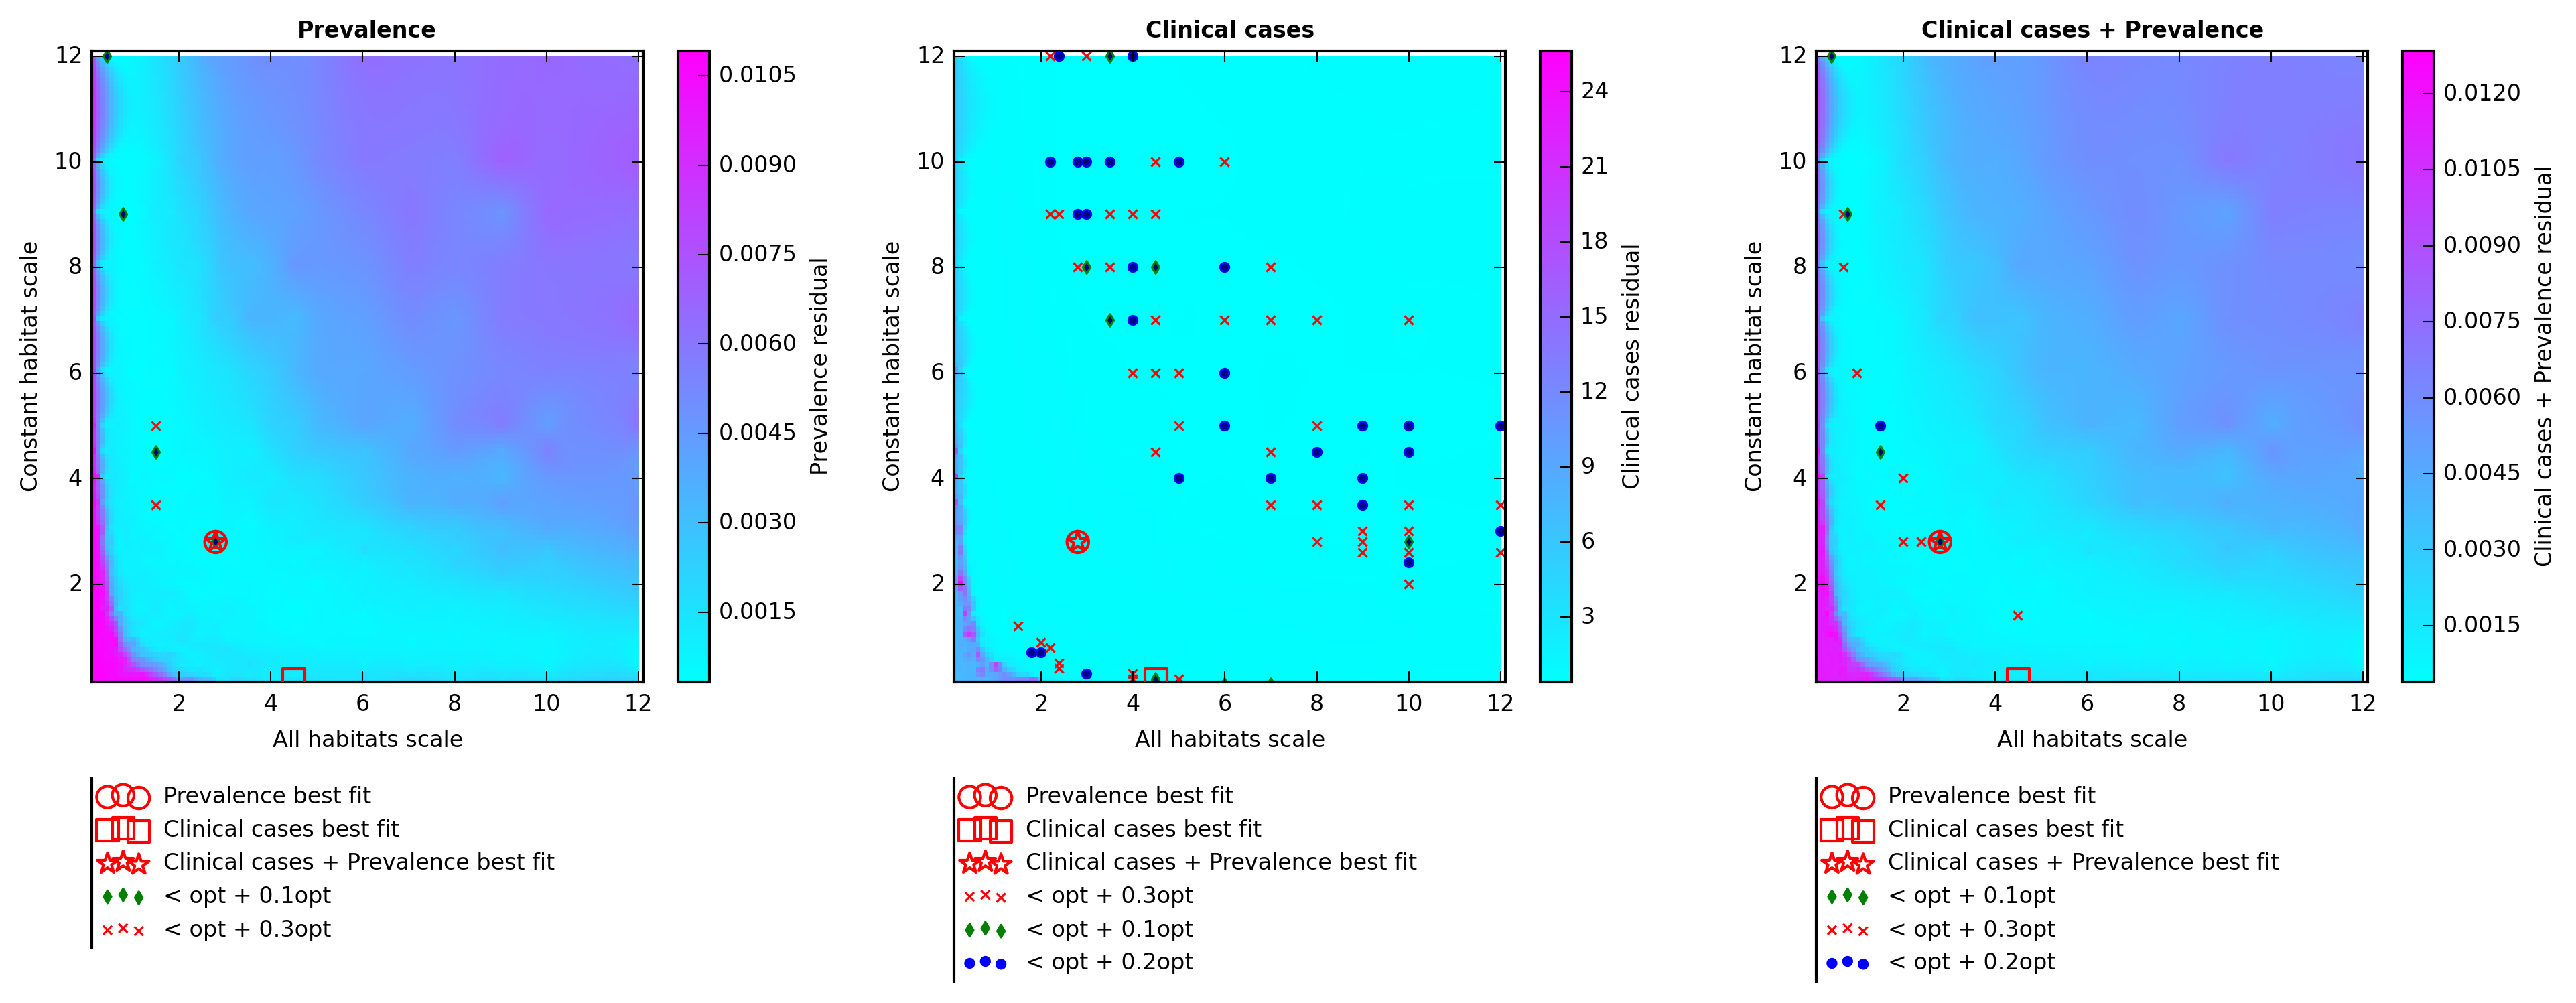 Prevalence
12
10
8
6
4
2
Constant habitat scale
2 4 6 8 10 12
All habitats scale
0.0105
0.0090
0.0075
0.0060
0.0045
0.0030
0.0015
Prevalence residual
Prevalence best fit
Clinical cases best fit
Clinical cases + Prevalence best fit
< opt + 0.1opt
< opt + 0.3opt
Clinical cases
12
10
8
6
4
2
Constant habitat scale
2 4 6 8 10 12
All habitats scale
24
21
18
15
12
9
6
3
Clinical cases residual
Prevalence best fit
Clinical cases best fit
Clinical cases + Prevalence best fit
< opt + 0.3opt
< opt + 0.1opt
< opt + 0.2opt
Clinical cases + Prevalence
12
10
8
6
4
2
Constant habitat scale
2 4 6 8 10 12
All habitats scale
0.0120
0.0105
0.0090
0.0075
0.0060
0.0045
0.0030
0.0015
Clinical cases + Prevalence residual
Prevalence best fit
Clinical cases best fit
Clinical cases + Prevalence best fit
< opt + 0.1opt
< opt + 0.3opt
< opt + 0.2opt